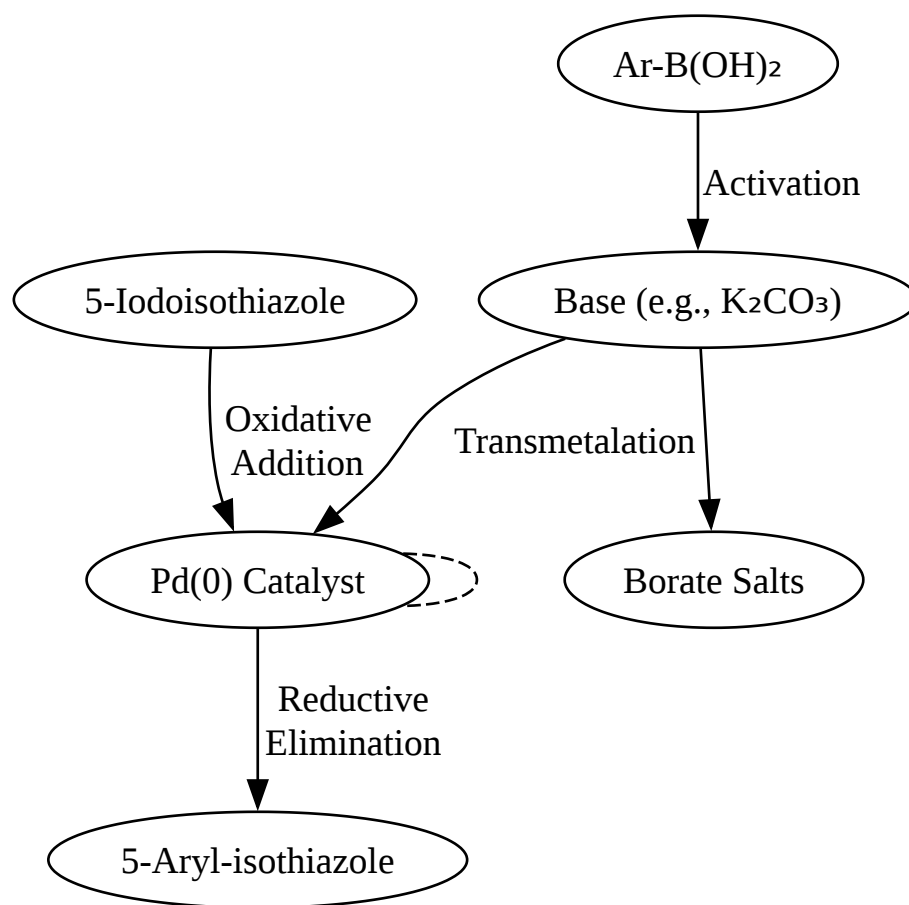 Ar-B(OH)₂
Activation
5-Iodoisothiazole
Base (e.g., K₂CO₃)
Oxidative
Addition
Transmetalation
Pd(0) Catalyst
Borate Salts
Reductive
Elimination
5-Aryl-isothiazole